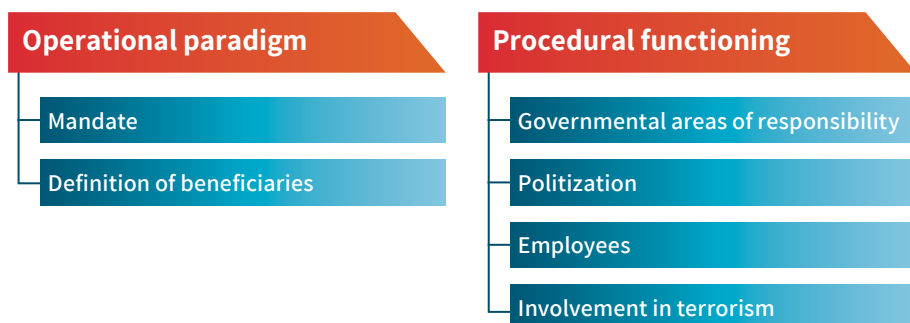 Operational paradigm
Mandate
Definition of beneficiaries
Procedural functioning
Governmental areas of responsibility
Politization
Employees
Involvement in terrorism